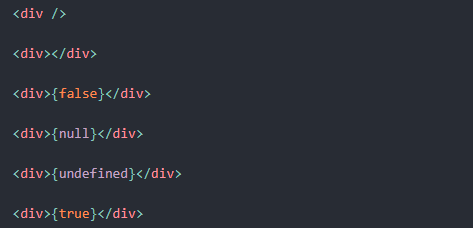 <div />
<div></div>
<div>{false}</div>
<div>{null}</div>
<div>{undefined}</div>
<div>{true}</div>